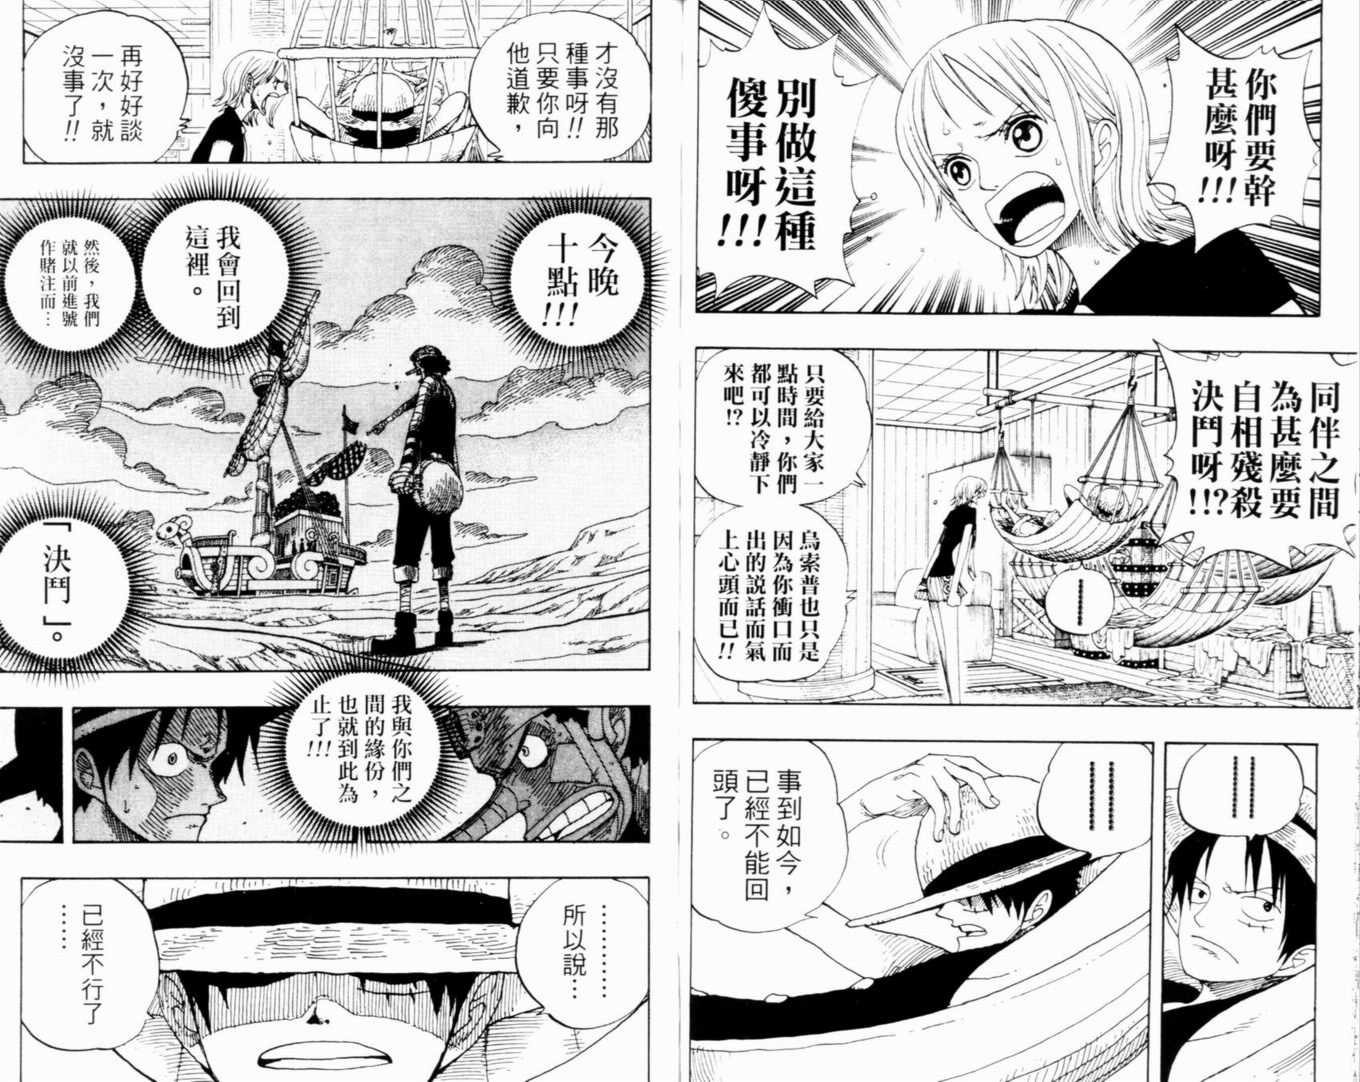 你們要幹
甚麼呀!!!
別做這種
傻事呀!!!
同伴之間
為甚麼要
自相殘殺
決鬥呀!!?
只要給大家一
點時間，你們
都可以冷靜下
來吧!?
烏索普也只是
因為你衝口而
出的説話而氣
上心頭而已!!
…………
…………
…………
…………
…………
事到如今，
已經不能回
頭了。
才沒有那
種事呀!!
只要你向
他道歉，
再好好談
一次，就
沒事了!!
今晚
十點!!!
我會回到
這裡。
然後，我們
就以前進號
作賭注而…
「決鬥」。
我與你們之
間的緣份，
也就到此為
止了!!!
…………
所以說…
已經不行了
……